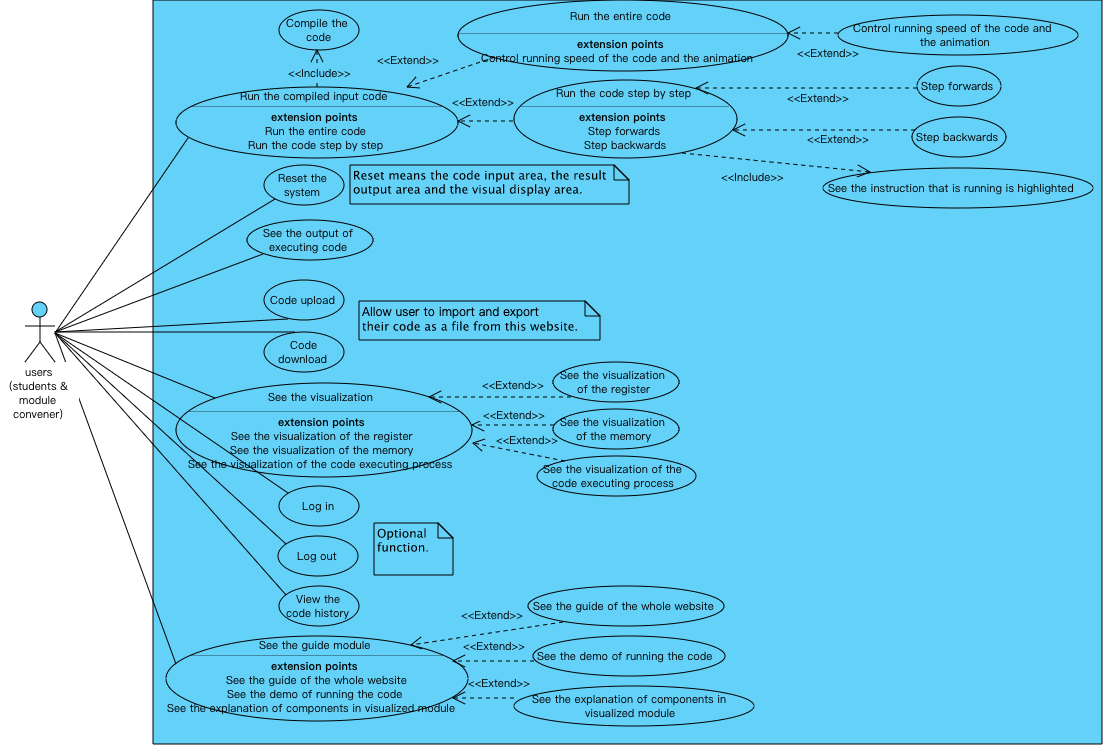 Compile the
code
<<Include>>
Run the entire code
extension points
Control running speed of the code and the animation
<<Extend>>
Control running speed of the code and
the animation
<<Extend>>
Run the compiled input code
extension points
Run the entire code
Run the code step by step
<<Extend>>
Run the code step by step
extension points
Step forwards
Step backwards
<<Extend>>
Step forwards
<<Extend>>
Step backwards
<<Include>>
See the instruction that is running is highlighted
Reset the
system
Reset means the code input area, the result
output area and the visual display area.
See the output of
executing code
Code upload
Allow user to import and export
their code as a file from this website.
Code
download
users
(students &
module
convener)
See the visualization
extension points
See the visualization of the register
See the visualization of the memory
See the visualization of the code executing process
<<Extend>>
See the visualization
of the register
<<Extend>>
See the visualization
of the memory
<<Extend>>
See the visualization of the
code executing process
Log in
Log out
Optional
function.
View the
code history
See the guide module
extension points
See the guide of the whole website
See the demo of running the code
See the explanation of components in visualized module
<<Extend>>
See the guide of the whole website
<<Extend>>
See the demo of running the code
<<Extend>>
See the explanation of components in
visualized module